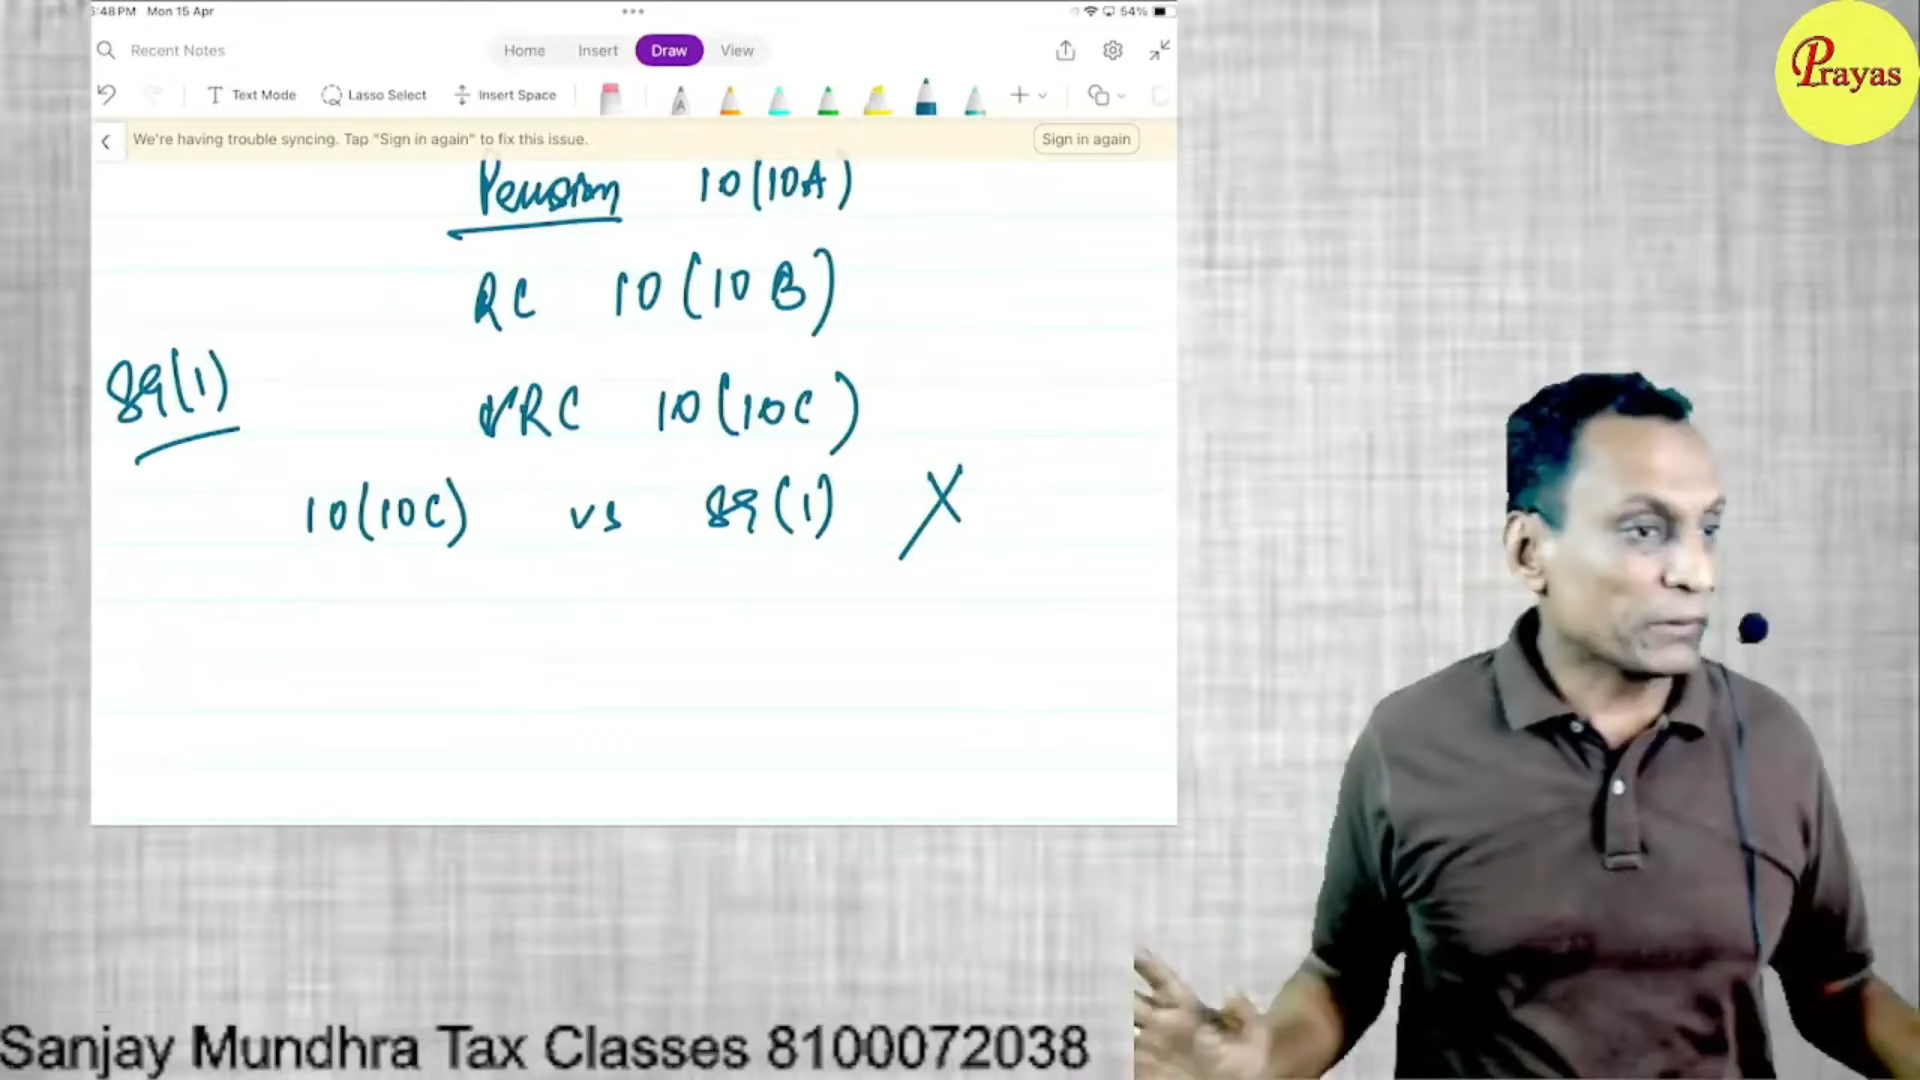 :48 PM Mon 15 Apr
54%
Recent Notes
Home Insert Draw View
Text Mode Lasso Select Insert Space
We're having trouble syncing. Tap "Sign in again" to fix this issue.
Sign in again
Prayas
Pension 10(10A)
RC 10(10B)
89(1)
VRC 10(10C)
10(10C) vs 89(1) X
Sanjay Mundhra Tax Classes 8100072038